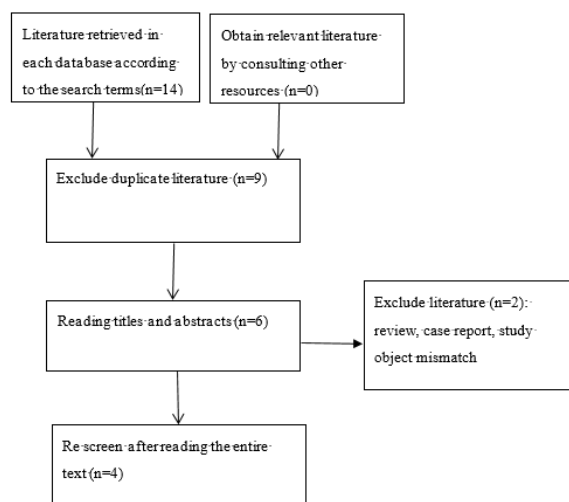 Literature retrieved in
each database according
to the search terms(n=14)
Obtain relevant literature
by consulting other
resources (n=0)
Exclude duplicate literature (n=9)
Reading titles and abstracts (n=6)
Exclude literature (n=2):
review, case report, study
object mismatch
Re screen after reading the entire
text (n=4)